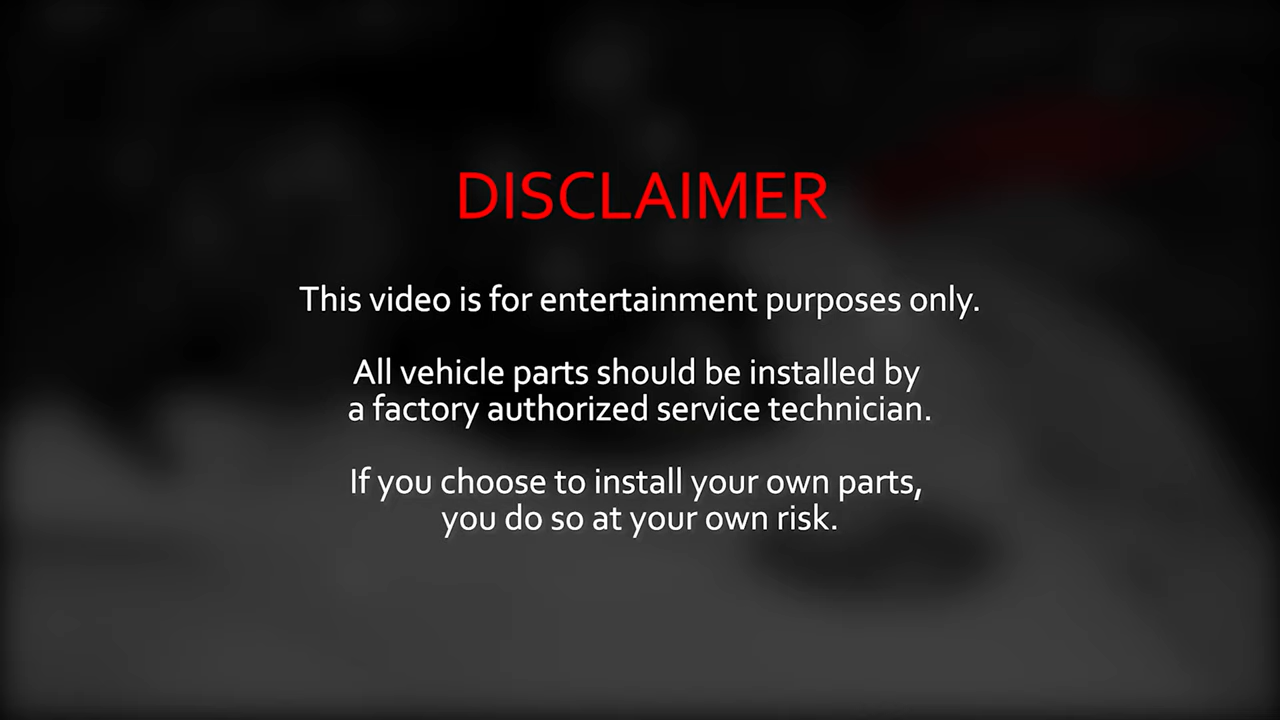 DISCLAIMER
This video is for entertainment purposes only.
All vehicle parts should be installed by
a factory authorized service technician.
If you choose to install your own parts,
you do so at your own risk.